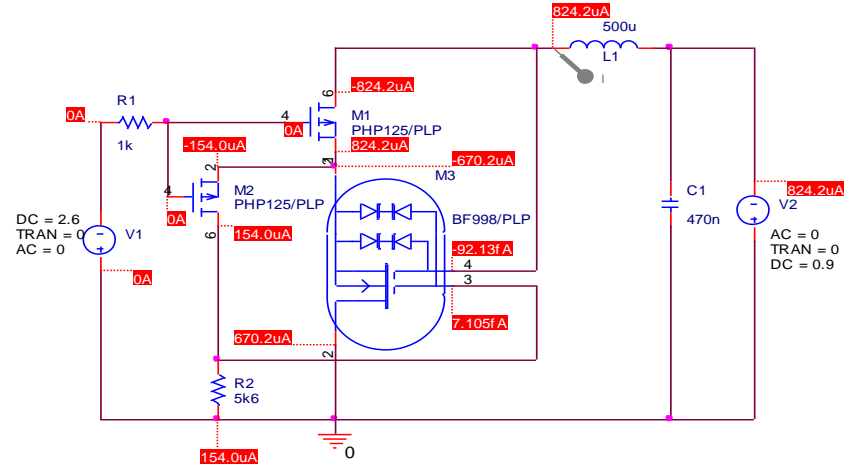 824.2uA
500u
L1
I
-824.2uA
6
R1
0A
1k
4
0A
M1
PHP125/PLP
824.2uA
-154.0uA
2
2
-670.2uA
M3
4
M2
PHP125/PLP
0A
C1
470n
824.2uA
V2
BF998/PLP
DC = 2.6
TRAN = 0
AC = 0
V1
6
154.0uA
AC = 0
TRAN = 0
DC = 0.9
-92.13fA
4
3
0A
7.105fA
670.2uA
2
R2
5k6
154.0uA
0